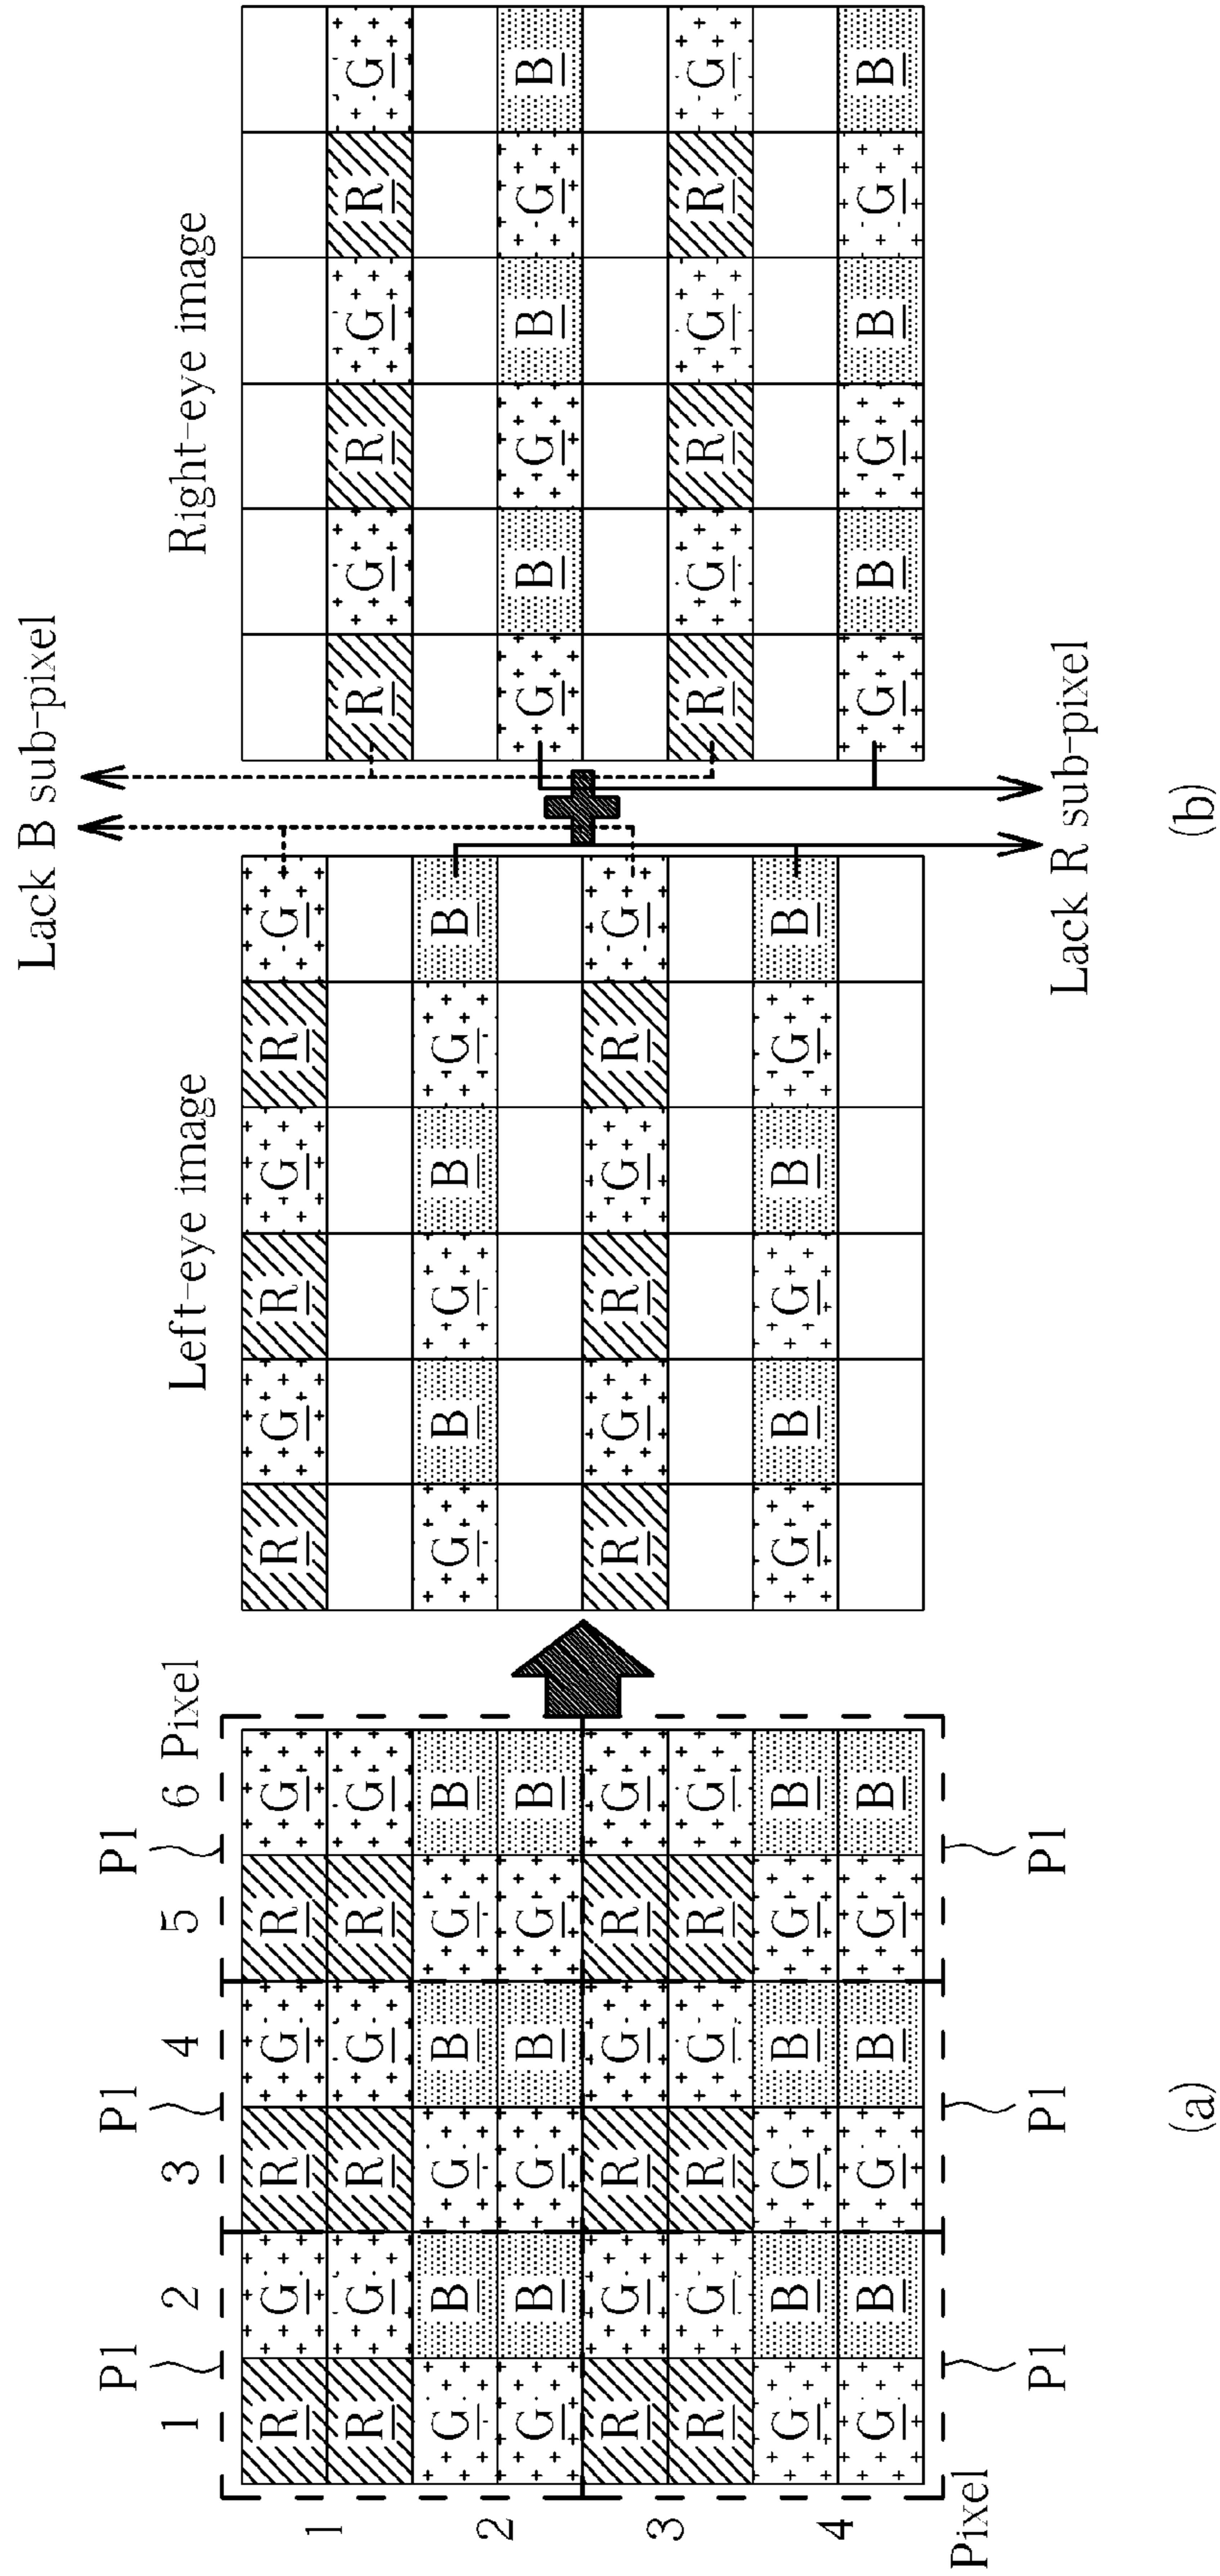 Lack B sub-pixel
P1 P1 P1
1 2 3 4 5 6 Pixel
Left-eye image
Right-eye image
R G R G R G R G R G R G
1
R G R G R G R G R G R G
G B G B G B G B G B G B
2
G B G B G B G B G B G B
R G R G R G R G R G R G
3
R G R G R G R G R G R G
G B G B G B G B G B G B
4
G B G B G B G B G B G B
Pixel
P1 P1 P1
Lack R sub-pixel
(a)
(b)